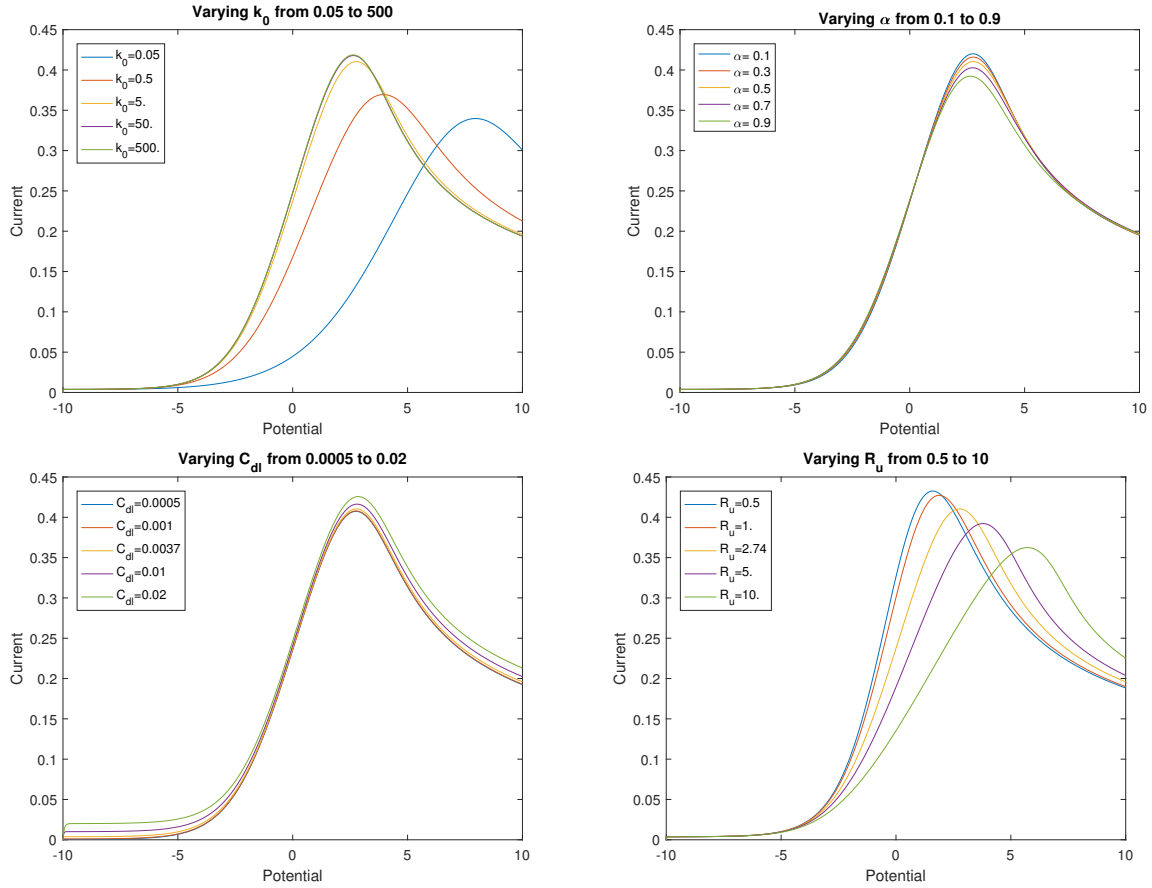 Varying k0 from 0.05 to 500
k0=0.05
k0=0.5
k0=5.
k0=50.
k0=500.
0.45
0.4
0.35
0.3
0.25
0.2
0.15
0.1
0.05
0
-10
-5
0
5
10
Current
Potential
Varying α from 0.1 to 0.9
α= 0.1
α= 0.3
α= 0.5
α= 0.7
α= 0.9
0.45
0.4
0.35
0.3
0.25
0.2
0.15
0.1
0.05
0
-10
-5
0
5
10
Current
Potential
Varying Cdl from 0.0005 to 0.02
Cdl=0.0005
Cdl=0.001
Cdl=0.0037
Cdl=0.01
Cdl=0.02
0.45
0.4
0.35
0.3
0.25
0.2
0.15
0.1
0.05
0
-10
-5
0
5
10
Current
Potential
Varying Ru from 0.5 to 10
Ru=0.5
Ru=1.
Ru=2.74
Ru=5.
Ru=10.
0.45
0.4
0.35
0.3
0.25
0.2
0.15
0.1
0.05
0
-10
-5
0
5
10
Current
Potential